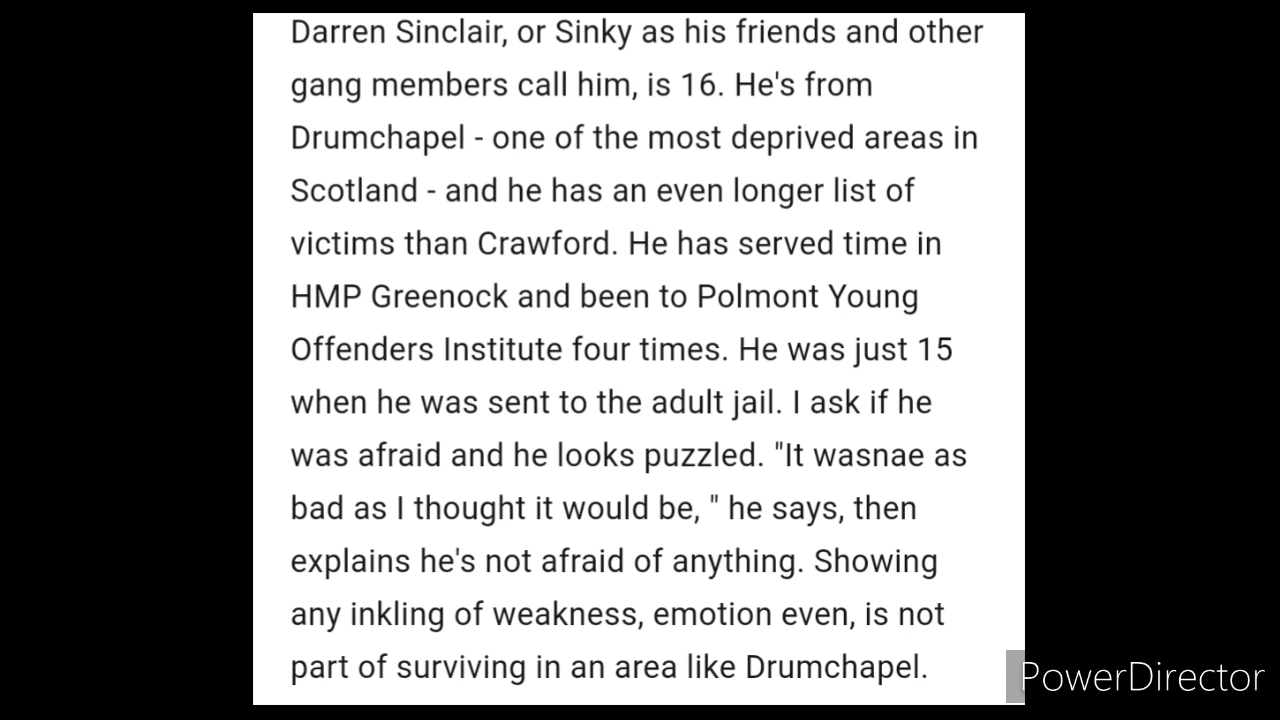 Darren Sinclair, or Sinky as his friends and other
gang members call him, is 16. He's from
Drumchapel - one of the most deprived areas in
Scotland - and he has an even longer list of
victims than Crawford. He has served time in
HMP Greenock and been to Polmont Young
Offenders Institute four times. He was just 15
when he was sent to the adult jail. I ask if he
was afraid and he looks puzzled. "It wasnae as
bad as I thought it would be, " he says, then
explains he's not afraid of anything. Showing
any inkling of weakness, emotion even, is not
part of surviving in an area like Drumchapel.
PowerDirector